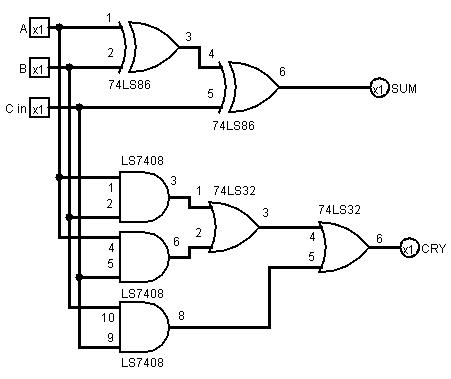 A x1 1 3 4 6
2
B x1 x1 SUM
74LS86 5
C in x1
74LS86
LS7408
1 3 1 74LS32
2 3 74LS32
4 6 2 4 6 x1 CRY
5 5
LS7408
10 8
9
LS7408